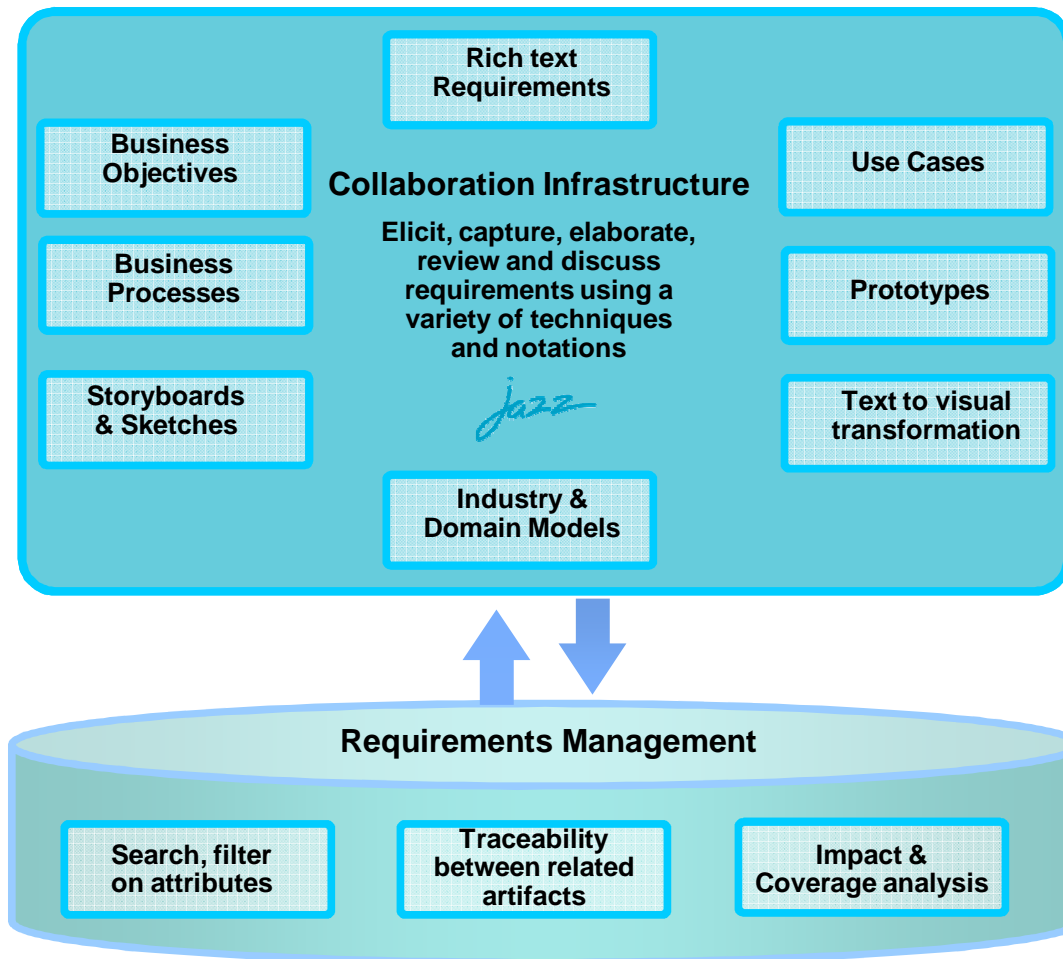 Rich text
Requirements
Business
Objectives
Use Cases
Collaboration Infrastructure
Elicit, capture, elaborate,
review and discuss
requirements using a
variety of techniques
and notations
Business
Processes
Prototypes
Storyboards
& Sketches
jazz
Text to visual
transformation
Industry &
Domain Models
Requirements Management
Search, filter
on attributes
Traceability
between related
artifacts
Impact &
Coverage analysis